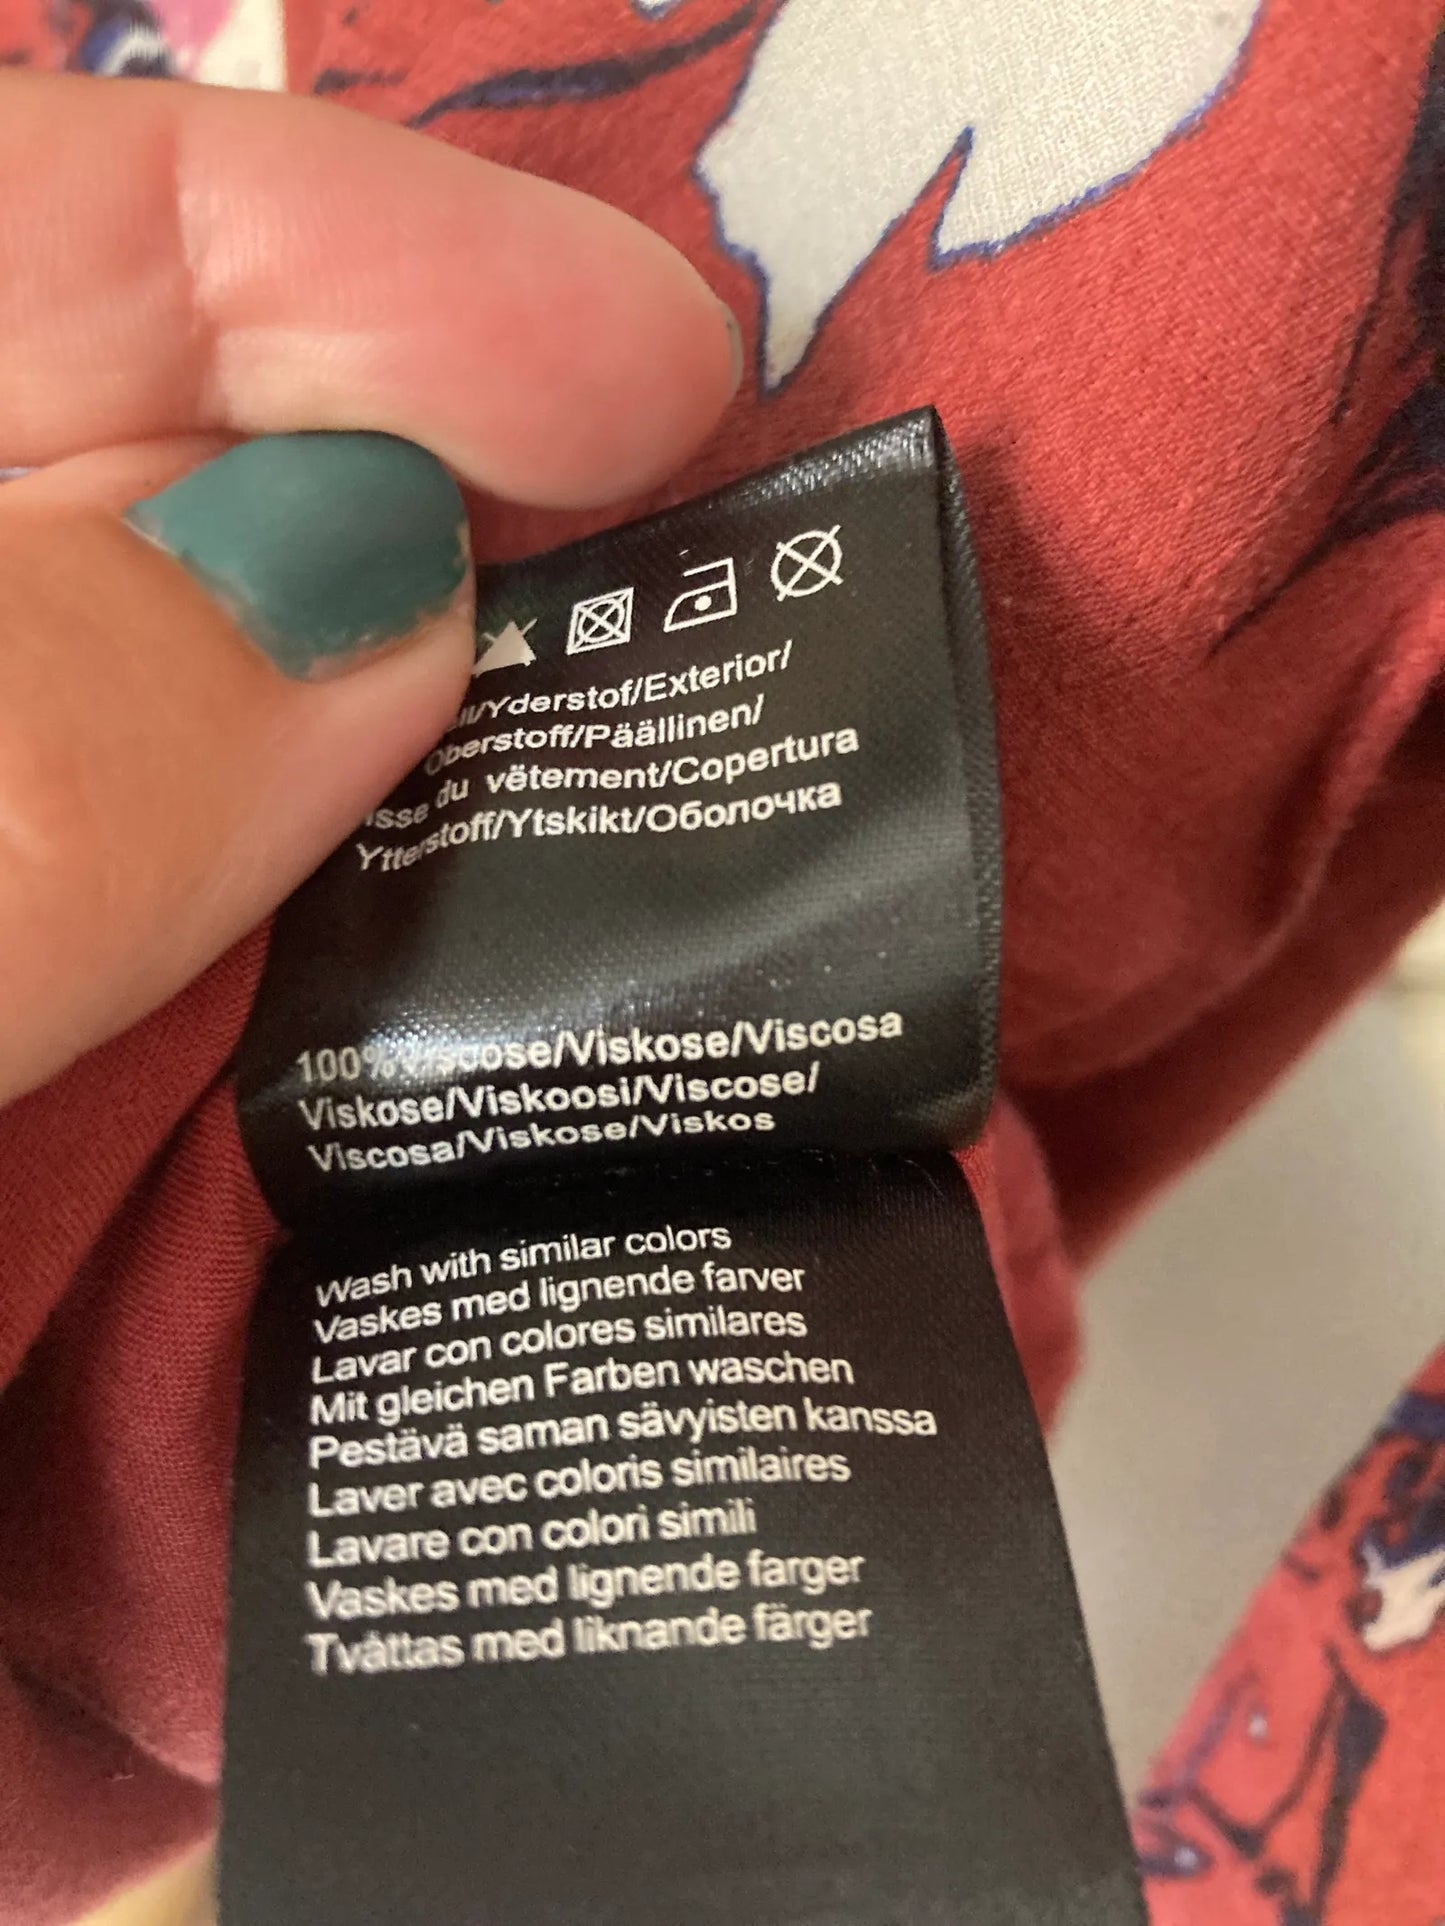 /Yderstof/Exterior/
Oberstoff/Päällinen/
du vëtement/Copertura
Ytterstoff/Ytskikt/Оболочка
100% Viscose/Viskose/Viscosa
Viskose/Viskoosi/Viscose/
Viscosa/Viskose/Viskos
Wash with similar colors
Vaskes med lignende farver
Lavar con colores similares
Mit gleichen Farben waschen
Pestävä saman sävyisten kanssa
Laver avec coloris similaires
Lavare con colori simili
Vaskes med lignende farger
Tvättas med liknande färger